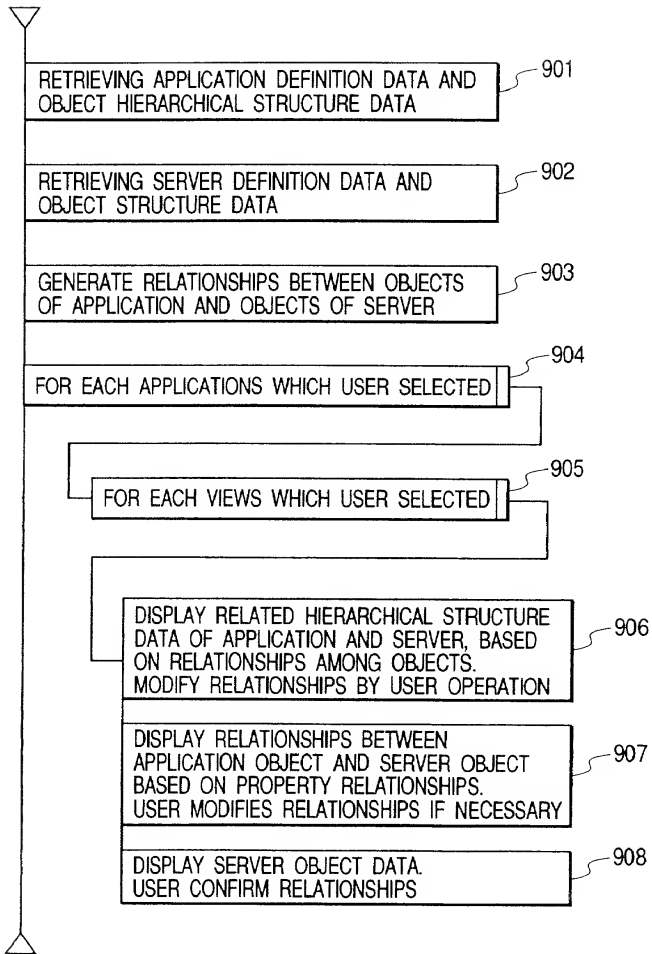 RETRIEVING APPLICATION DEFINITION DATA AND
OBJECT HIERARCHICAL STRUCTURE DATA
901
RETRIEVING SERVER DEFINITION DATA AND
OBJECT STRUCTURE DATA
902
GENERATE RELATIONSHIPS BETWEEN OBJECTS
OF APPLICATION AND OBJECTS OF SERVER
903
FOR EACH APPLICATIONS WHICH USER SELECTED
904
FOR EACH VIEWS WHICH USER SELECTED
905
DISPLAY RELATED HIERARCHICAL STRUCTURE
DATA OF APPLICATION AND SERVER, BASED
ON RELATIONSHIPS AMONG OBJECTS.
MODIFY RELATIONSHIPS BY USER OPERATION
906
DISPLAY RELATIONSHIPS BETWEEN
APPLICATION OBJECT AND SERVER OBJECT
BASED ON PROPERTY RELATIONSHIPS.
USER MODIFIES RELATIONSHIPS IF NECESSARY
907
DISPLAY SERVER OBJECT DATA.
USER CONFIRM RELATIONSHIPS
908